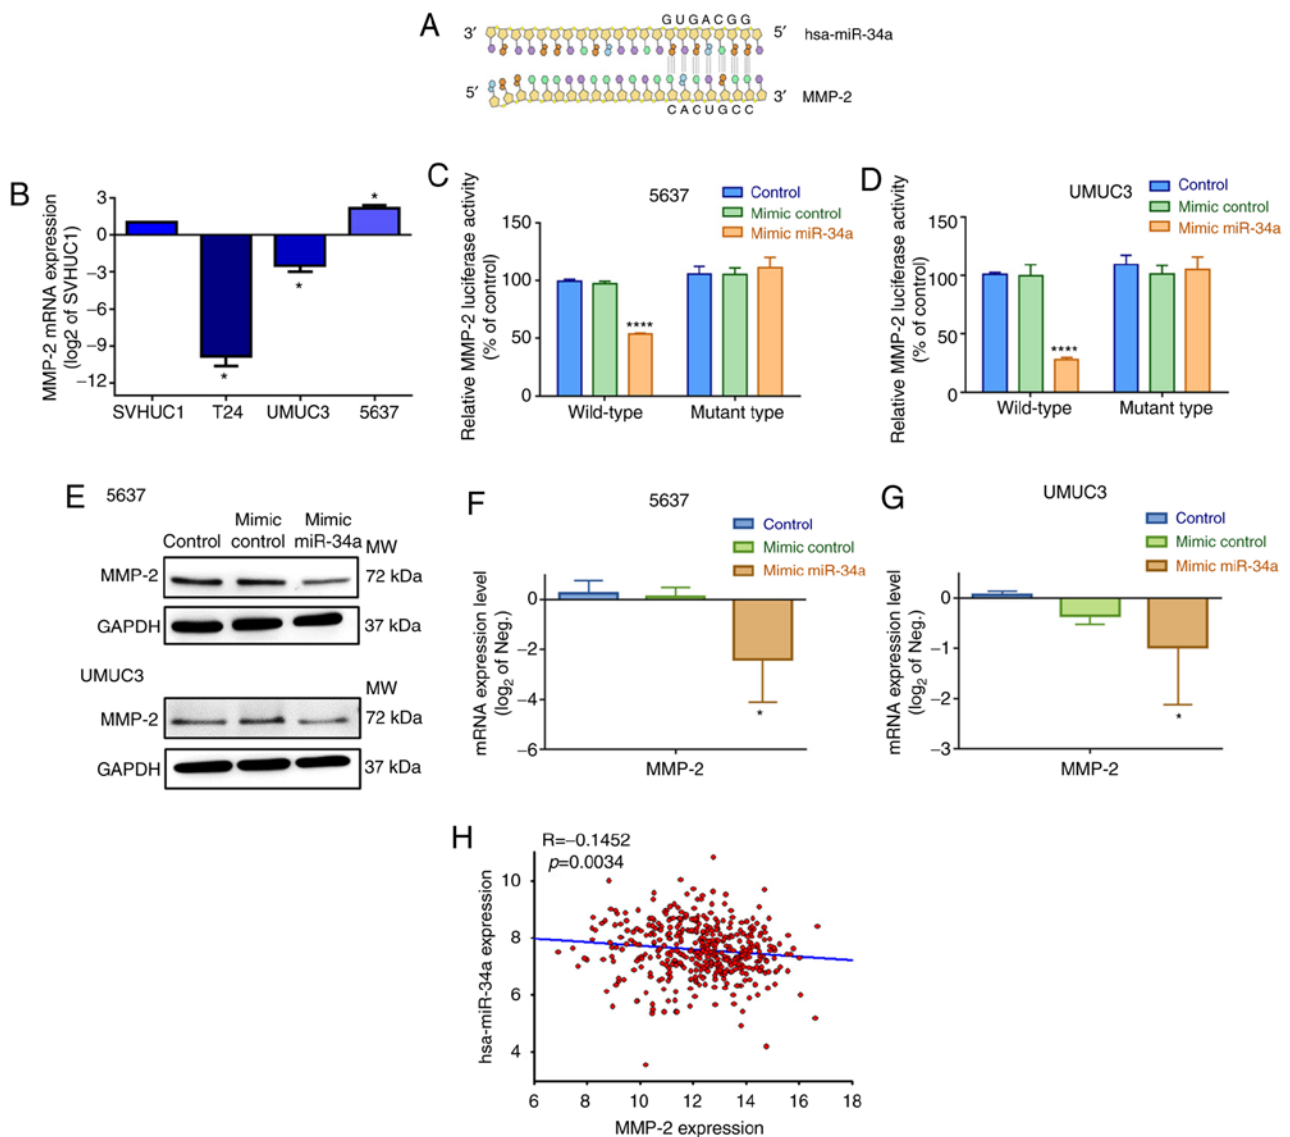 A
G U G A C G G
3′
5′
hsa-miR-34a
5′
3′
MMP-2
C A C U G C C
B
MMP-2 mRNA expression
(log2 of SVHUC1)
3
0
−3
−6
−9
−12
*
*
*
SVHUC1
T24
UMUC3
5637
C
5637
Control
Mimic control
Mimic miR-34a
Relative MMP-2 luciferase activity
(% of control)
150
100
50
0
****
Wild-type
Mutant type
D
UMUC3
Control
Mimic control
Mimic miR-34a
Relative MMP-2 luciferase activity
(% of control)
150
100
50
0
****
Wild-type
Mutant type
E
5637
Control
Mimic
control
Mimic
miR-34a
MW
MMP-2
72 kDa
GAPDH
37 kDa
UMUC3
MW
MMP-2
72 kDa
GAPDH
37 kDa
F
5637
Control
Mimic control
Mimic miR-34a
mRNA expression level
(log2 of Neg.)
0
−2
−4
−6
*
MMP-2
G
UMUC3
Control
Mimic control
Mimic miR-34a
mRNA expression level
(log2 of Neg.)
0
−1
−2
−3
*
MMP-2
H
R=−0.1452
p=0.0034
hsa-miR-34a expression
10
8
6
4
6
8
10
12
14
16
18
MMP-2 expression